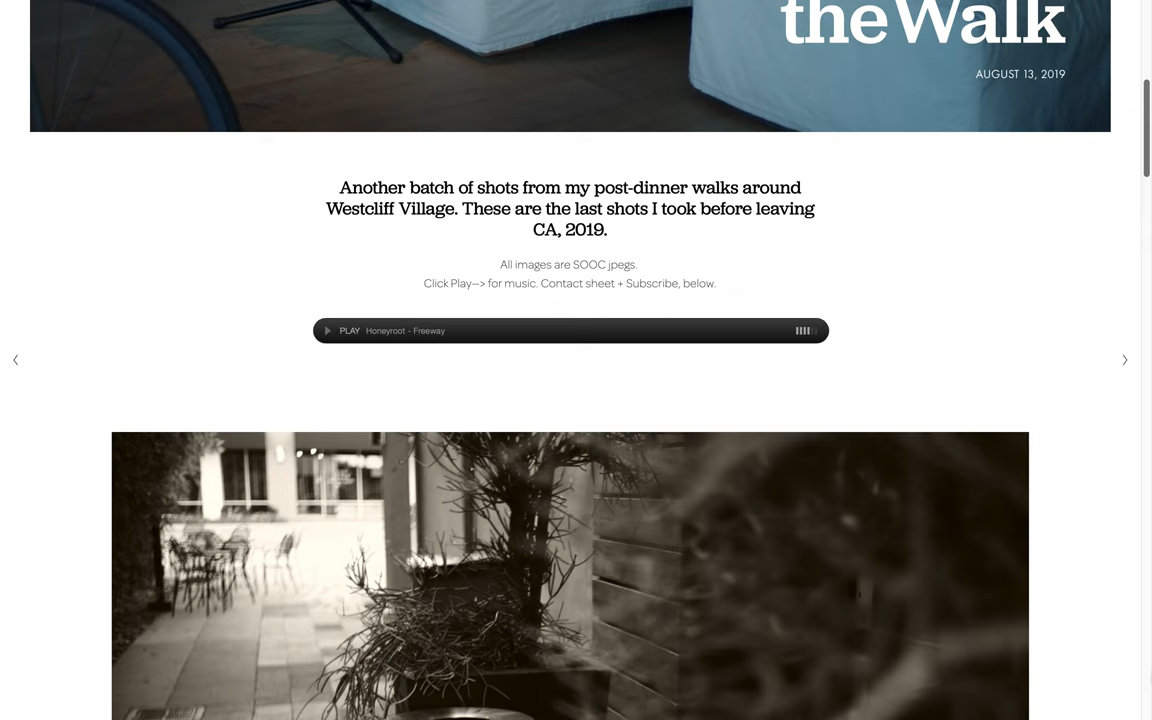 theWalk
AUGUST 13, 2019
Another batch of shots from my post-dinner walks around
Westcliff Village. These are the last shots I took before leaving
CA, 2019.
All images are SOOC jpegs.
Click Play—> for music. Contact sheet + Subscribe, below.
PLAY Honeyroot - Freeway